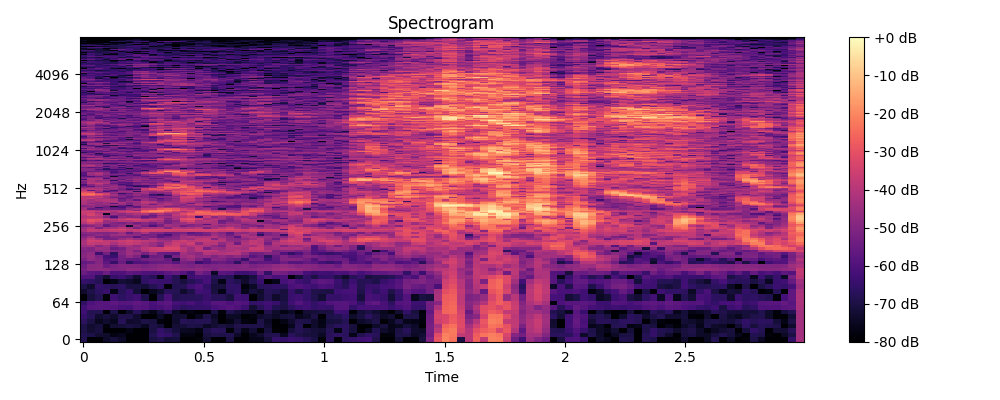 Spectrogram
Hz
4096
2048
1024
512
256
128
64
0
0
0.5
1
1.5
2
2.5
Time
+0 dB
-10 dB
-20 dB
-30 dB
-40 dB
-50 dB
-60 dB
-70 dB
-80 dB